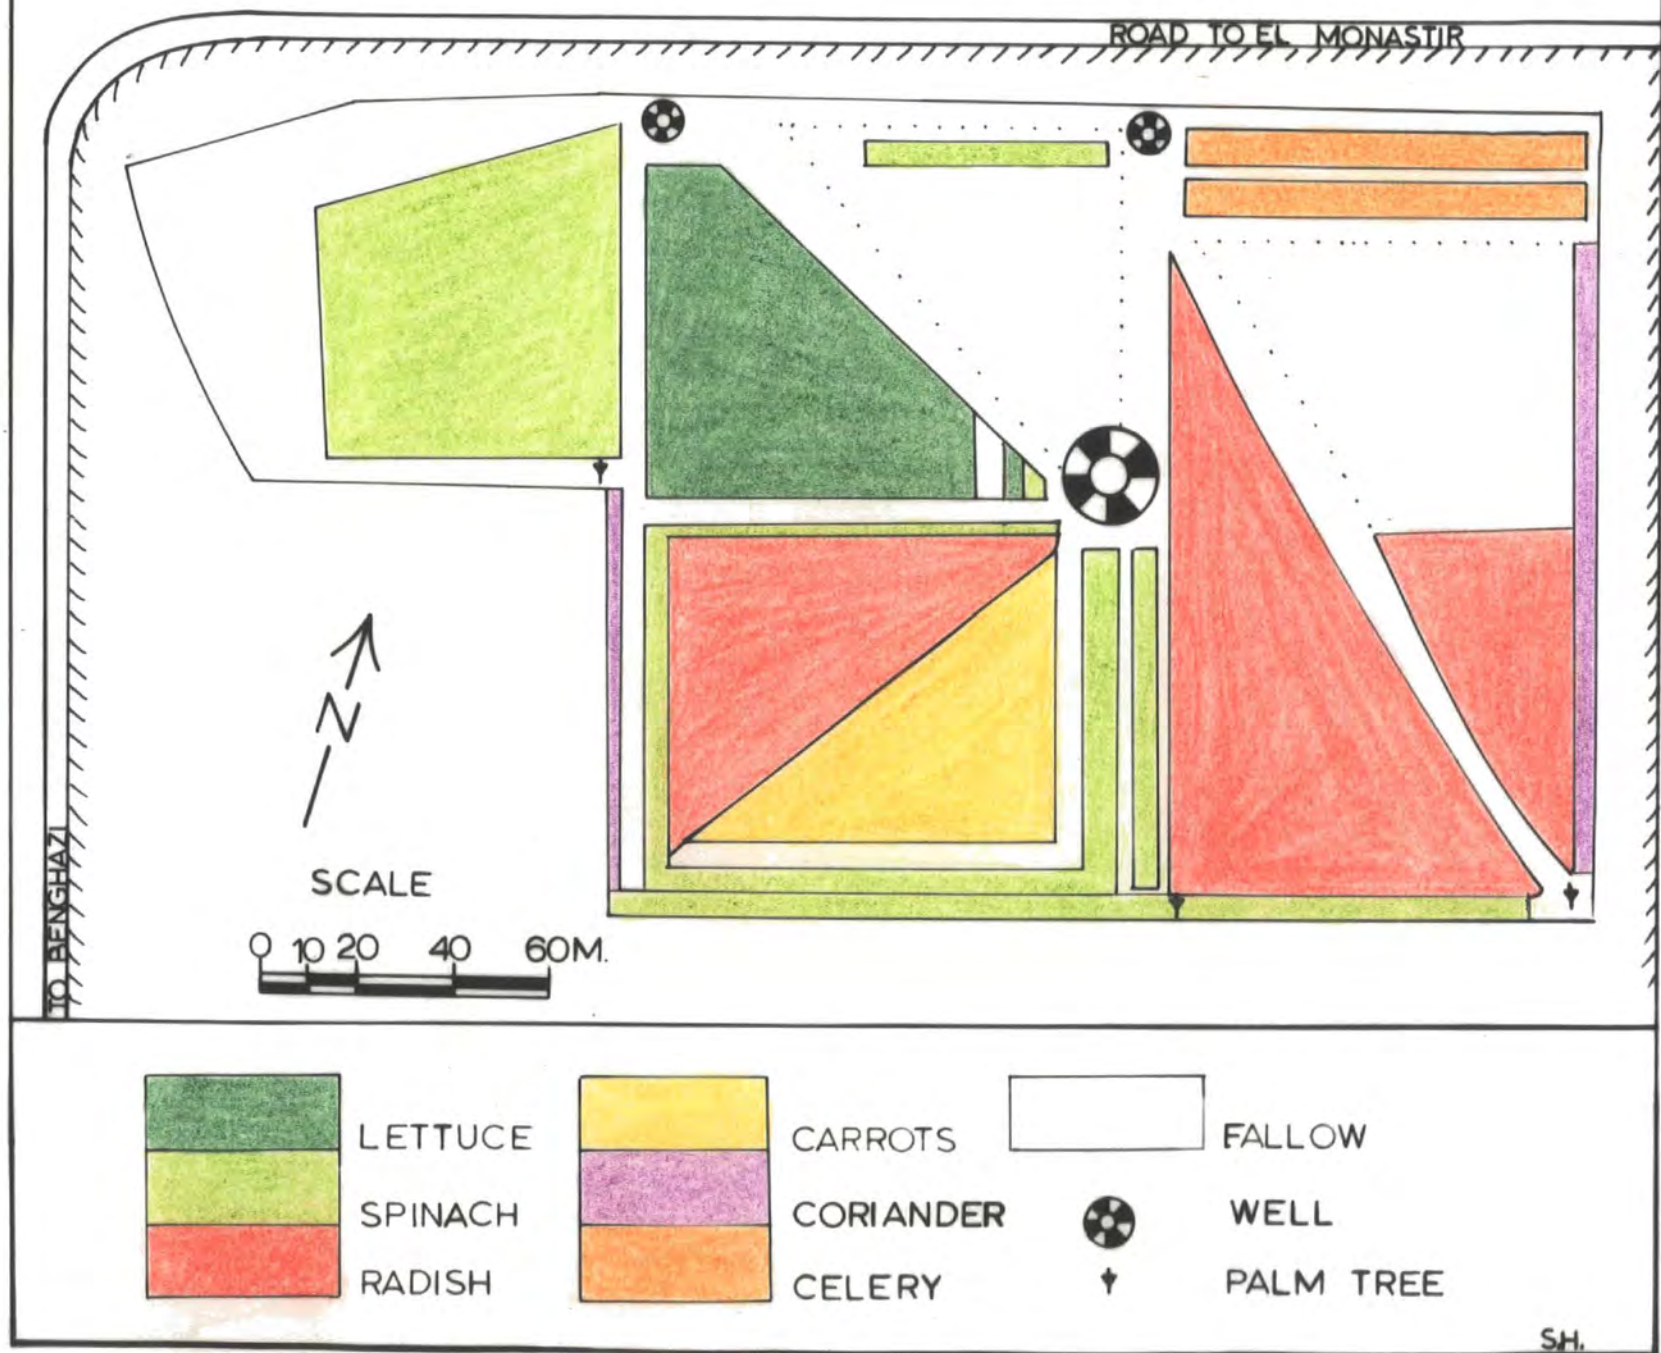 ROAD TO EL MONASTIR
TO BENGHAZI
N
SCALE
0 10 20 40 60M.
LETTUCE
SPINACH
RADISH
CARROTS
CORIANDER
CELERY
FALLOW
WELL
PALM TREE
S.H.